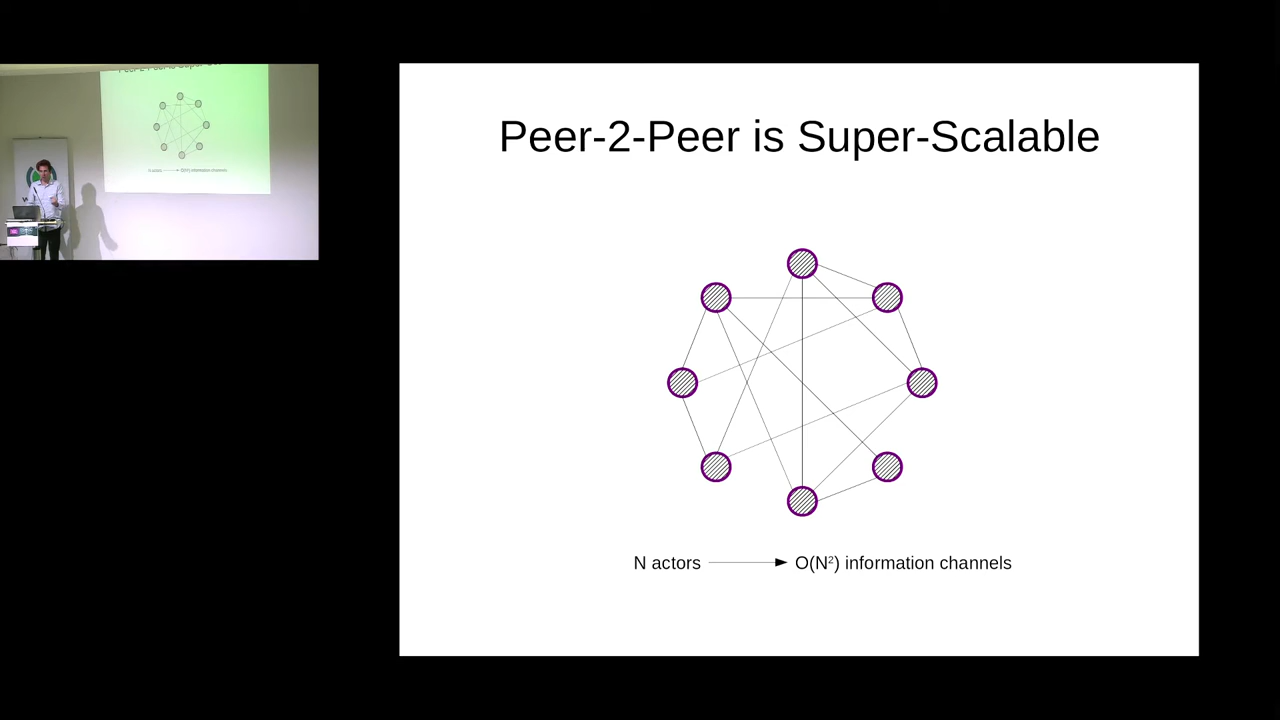 Peer-2-Peer is Super-Scalable
N actors
O(N²) information channels